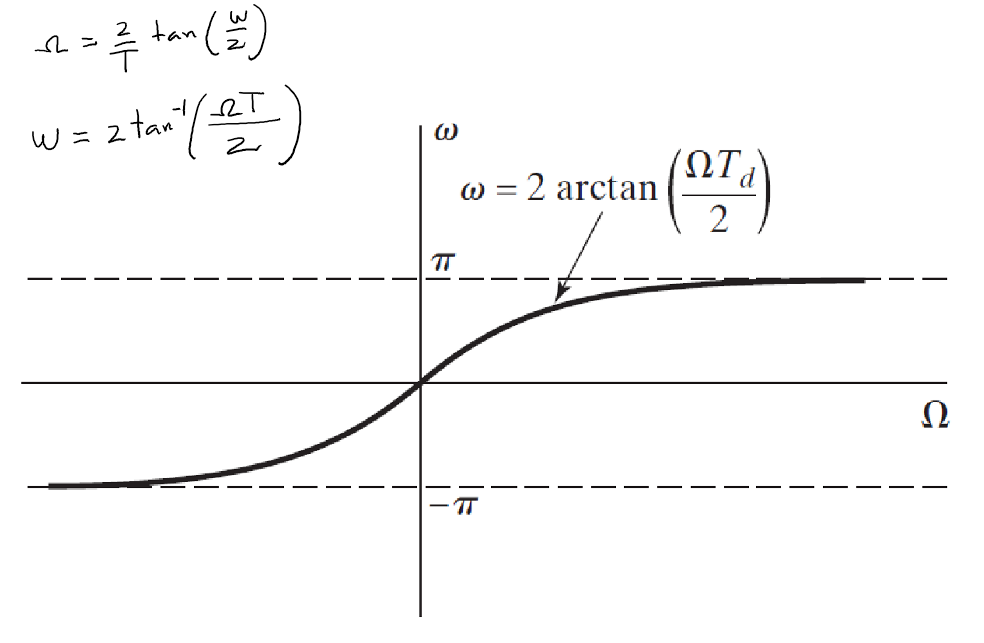 Ω = 2/T tan(w/2)
w = 2 tan⁻¹(ΩT/2)
ω
ω = 2 arctan(ΩT_d/2)
π
Ω
−π